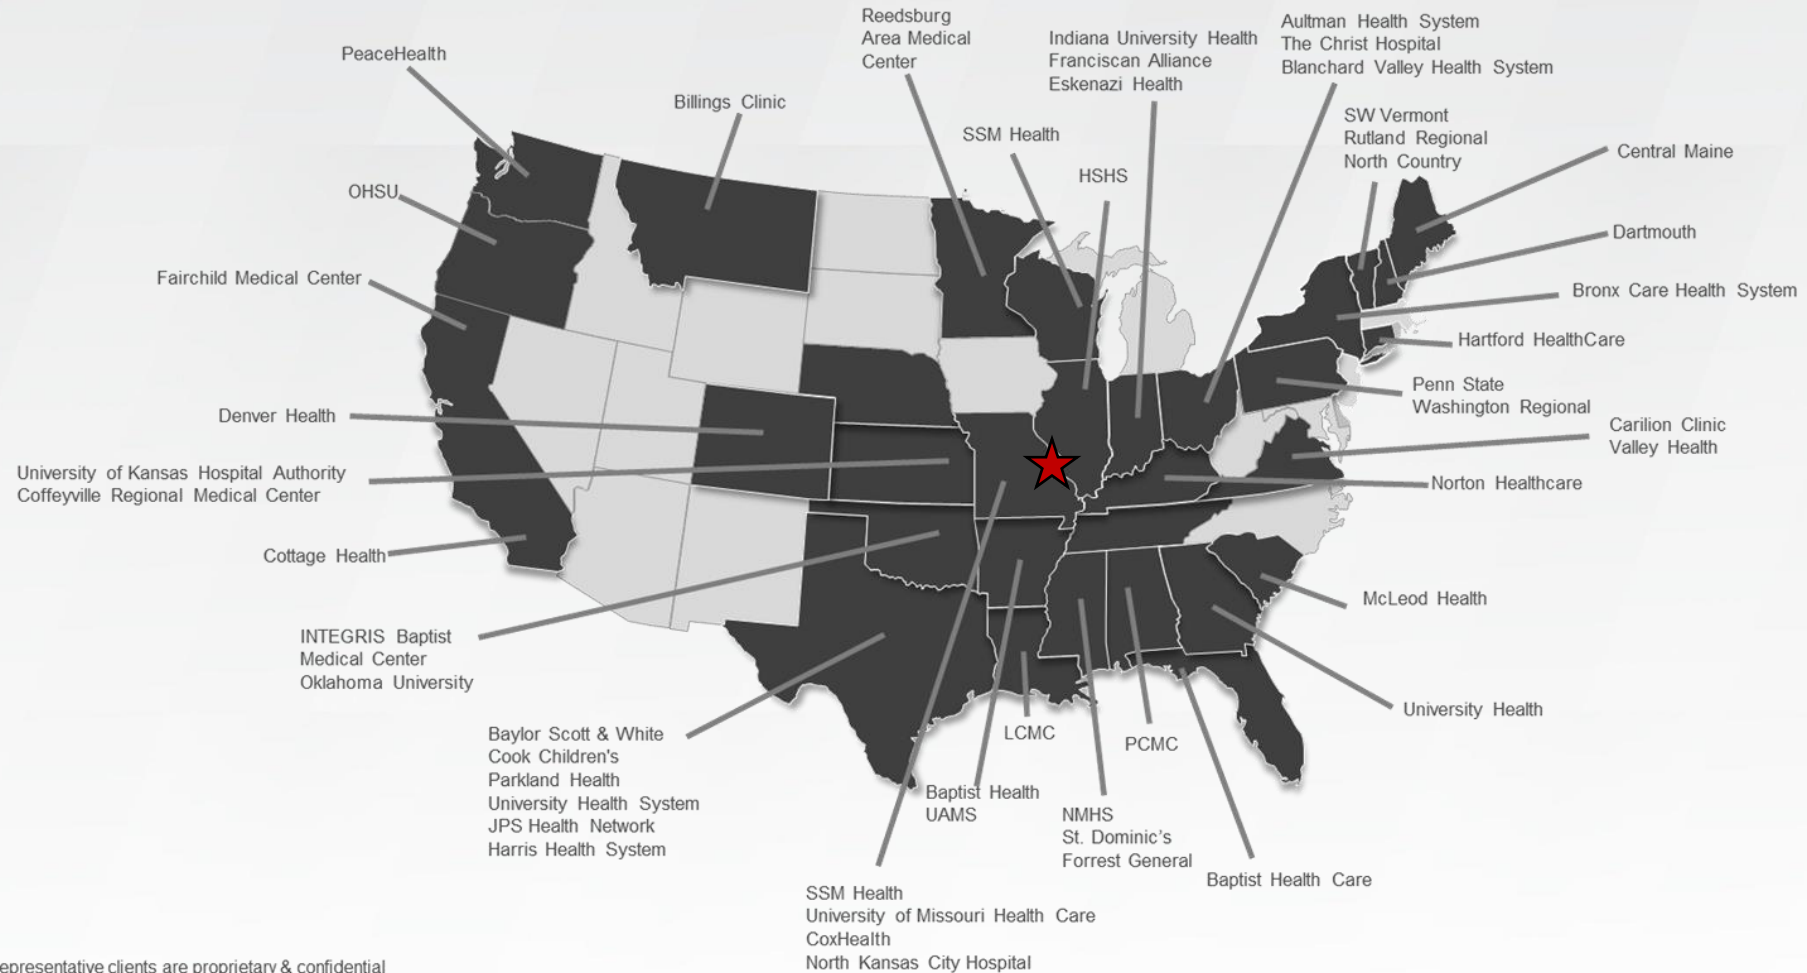 Reedsburg
Area Medical
Center
Indiana University Health
Franciscan Alliance
Eskenazi Health
Aultman Health System
The Christ Hospital
Blanchard Valley Health System
PeaceHealth
Billings Clinic
SSM Health
HSHS
SW Vermont
Rutland Regional
North Country
Central Maine
OHSU
Dartmouth
Fairchild Medical Center
Bronx Care Health System
Hartford HealthCare
Penn State
Washington Regional
Denver Health
Carilion Clinic
Valley Health
University of Kansas Hospital Authority
Coffeyville Regional Medical Center
Norton Healthcare
Cottage Health
McLeod Health
INTEGRIS Baptist
Medical Center
Oklahoma University
University Health
Baylor Scott & White
Cook Children's
Parkland Health
University Health System
JPS Health Network
Harris Health System
LCMC
PCMC
Baptist Health
UAMS
NMHS
St. Dominic’s
Forrest General
Baptist Health Care
SSM Health
University of Missouri Health Care
CoxHealth
North Kansas City Hospital
epresentative clients are proprietary & confidential